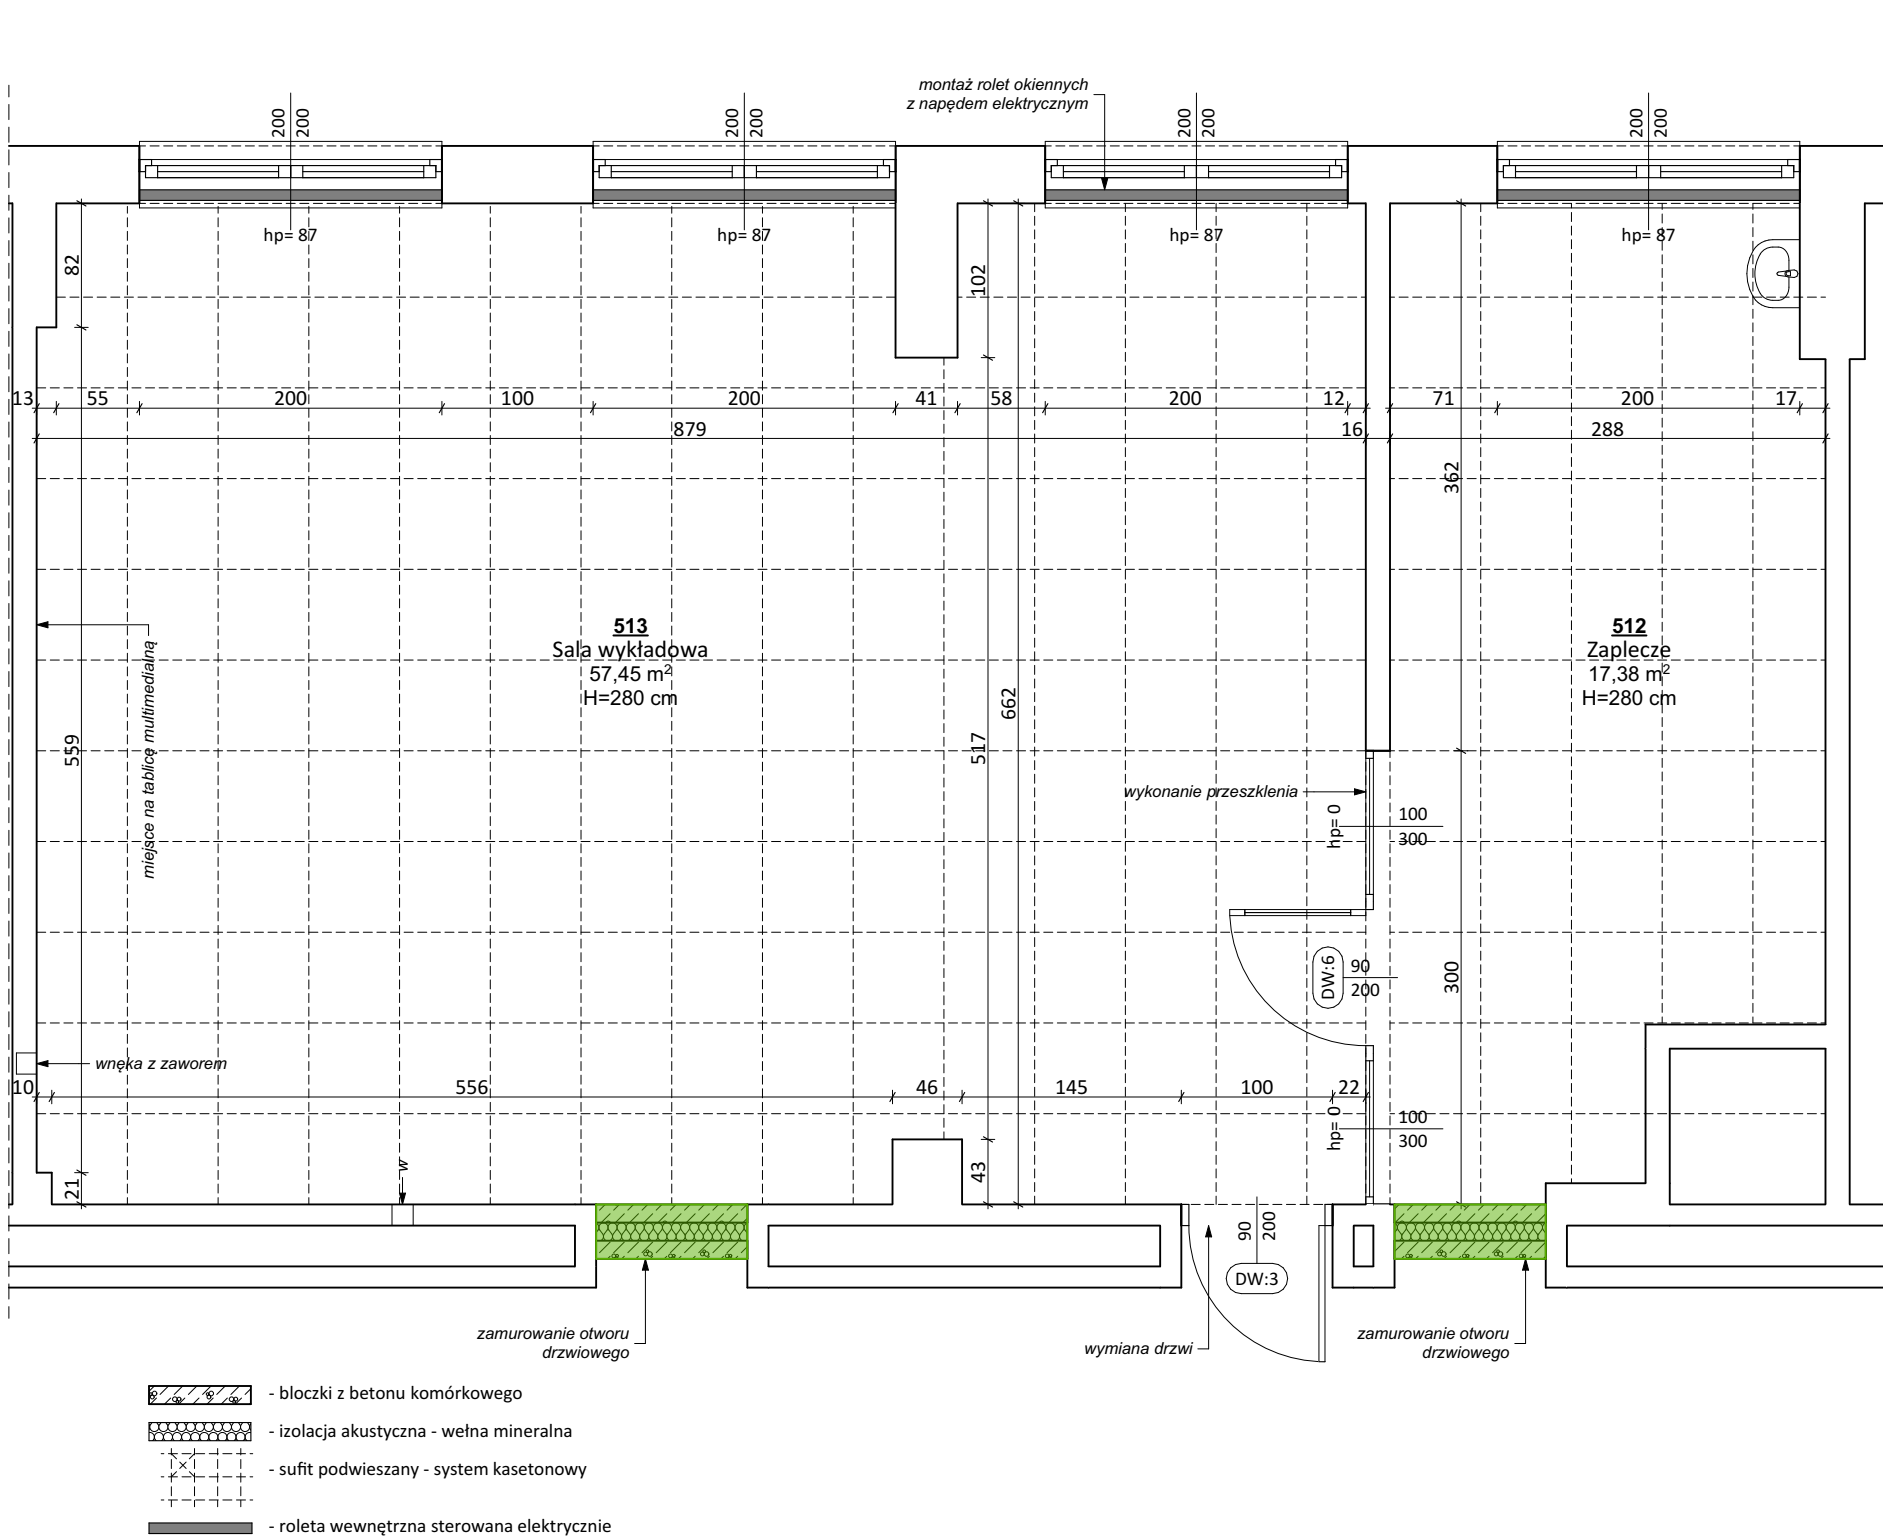 montaż rolet okiennych
z napędem elektrycznym
200
200
200
200
200
200
200
200
hp= 87
hp= 87
hp= 87
hp= 87
82
102
13
55
200
100
200
41
58
200
12
71
200
17
879
16
288
362
513
Sala wykładowa
57,45 m²
H=280 cm
512
Zaplecze
17,38 m²
H=280 cm
miejsce na tablicę multimedialną
559
662
517
wykonanie przeszklenia
hp= 0
100
300
DW:6
90
200
300
wnęka z zaworem
10
556
46
145
100
22
hp= 0
100
300
21
w
43
90
200
DW:3
zamurowanie otworu
drzwiowego
wymiana drzwi
zamurowanie otworu
drzwiowego
- bloczki z betonu komórkowego
- izolacja akustyczna - wełna mineralna
- sufit podwieszany - system kasetonowy
- roleta wewnętrzna sterowana elektrycznie